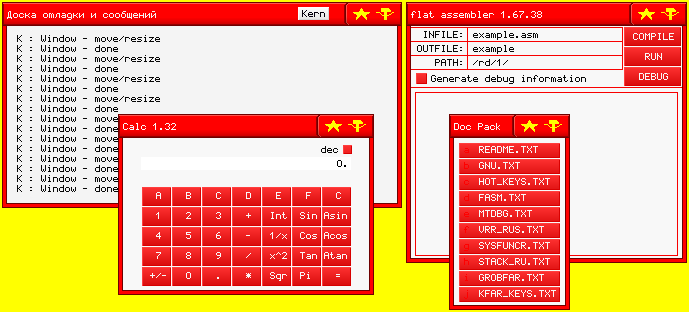 Доска омладки и сообщений
Kern
K : Window - move/resize
K : Window - done
K : Window - move/resize
K : Window - done
K : Window - done
K : Window - move/resize
K : Window - done
K : Window
K : Window - done
K : Window - move
K : Window - done
K : Window - move
K : Window - done
K : Window - move
K : Window - done
flat assembler 1.67.38
INFILE: example.asm
OUTFILE: example
PATH: /rd/1/
Generate debug information
COMPILE
RUN
DEBUG
Calc 1.32
dec
0.
A B C D E F C
1 2 3 + Int Sin Asin
4 5 6 - 1/x Cos Acos
7 8 9 / x^2 Tan Atan
+/- 0 . * Sqr Pi =
Doc Pack
a README.TXT
b GNU.TXT
c HOT_KEYS.TXT
d FASM.TXT
e MTDBG.TXT
f VRR_RUS.TXT
g SYSFUNCR.TXT
h STACK_RU.TXT
i GROBFAR.TXT
j KFAR_KEYS.TXT